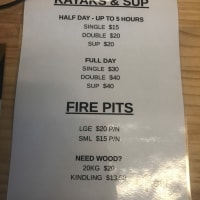 KAYAKS & SUP
HALF DAY - UP TO 5 HOURS
SINGLE $15
DOUBLE $20
SUP $20
FULL DAY
SINGLE $30
DOUBLE $40
SUP $40
FIRE PITS
LGE $20 P/N
SML $15 P/N
NEED WOOD?
20KG $20
KINDLING